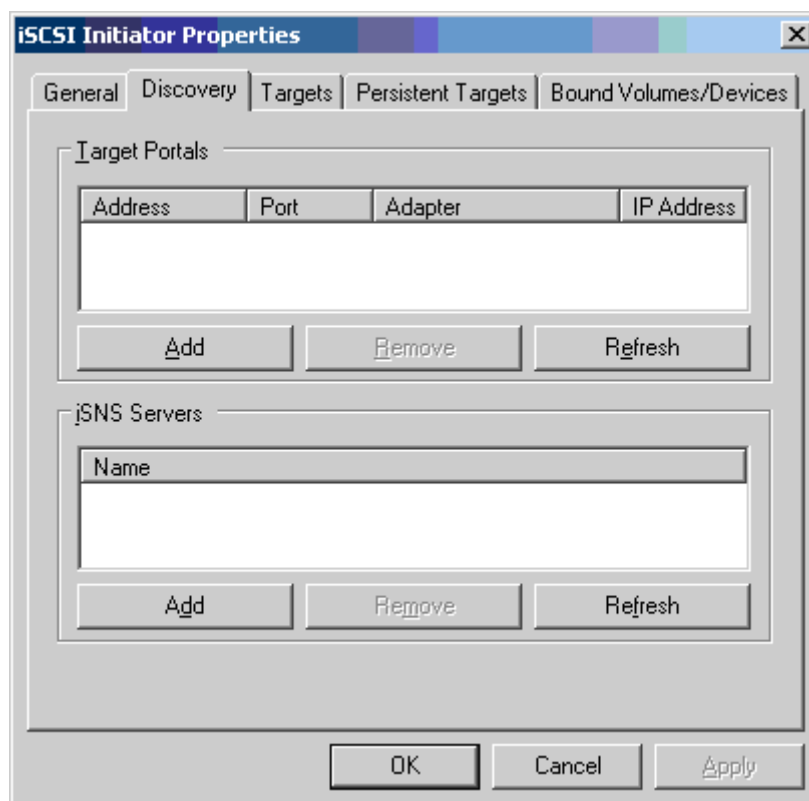 iSCSI Initiator Properties
General Discovery Targets Persistent Targets Bound Volumes/Devices
Target Portals
Address Port Adapter IP Address
Add Remove Refresh
iSNS Servers
Name
Add Remove Refresh
OK Cancel Apply